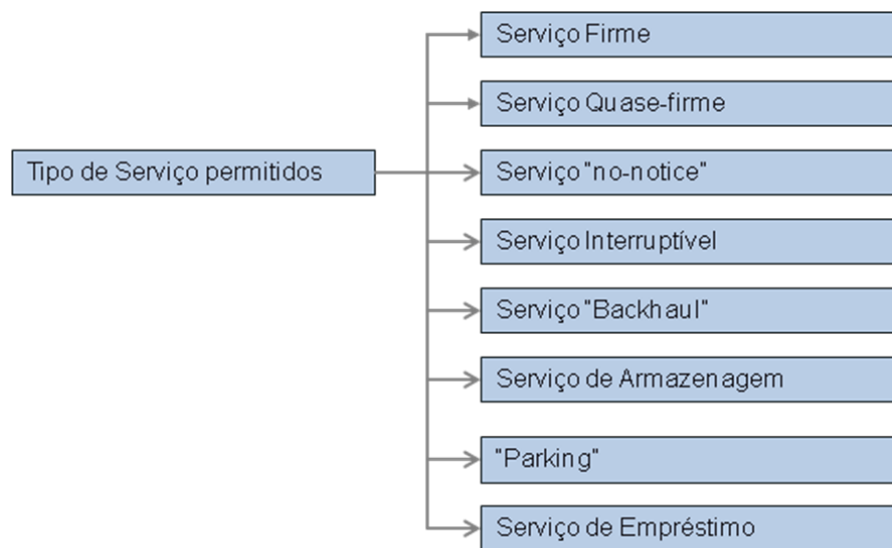 Serviço Firme
Serviço Quase-firme
Tipo de Serviço permitidos
Serviço "no-notice"
Serviço Interruptível
Serviço "Backhaul"
Serviço de Armazenagem
"Parking"
Serviço de Empréstimo